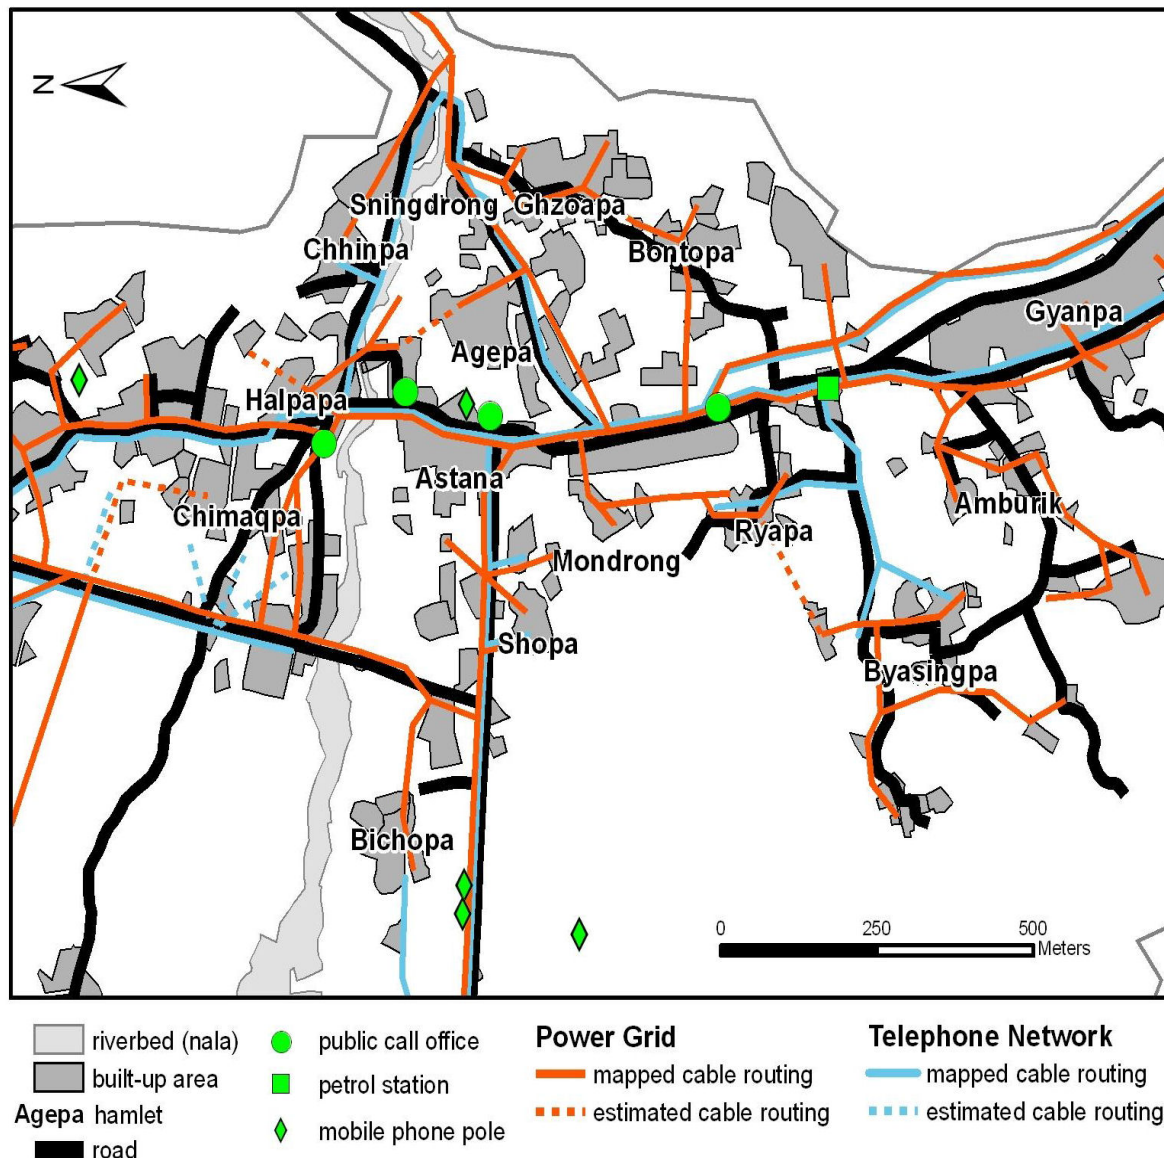 N
Sningdrong
Ghzoapa
Chhinpa
Bontopa
Gyanpa
Agepa
Halpapa
Astana
Chimaqpa
Amburik
Ryapa
Mondrong
Shopa
Byasingpa
Bichopa
0 250 500
Meters
riverbed (nala)
built-up area
Agepa hamlet
road
public call office
petrol station
mobile phone pole
Power Grid
mapped cable routing
estimated cable routing
Telephone Network
mapped cable routing
estimated cable routing